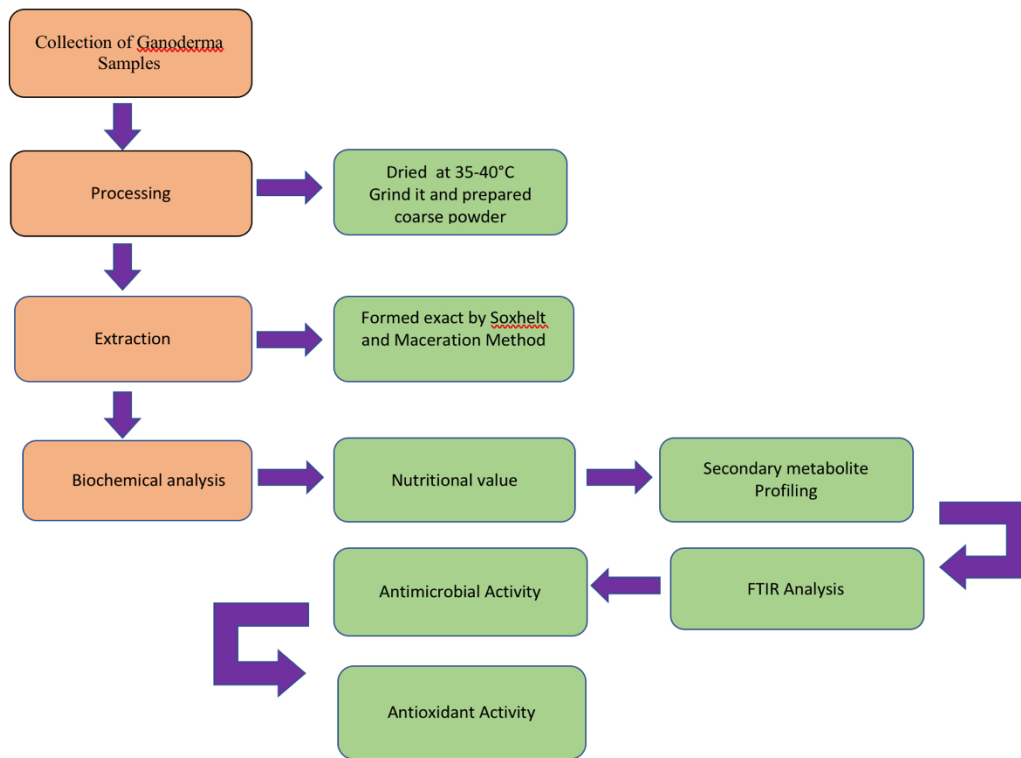 Collection of Ganoderma
Samples
Processing
Dried at 35-40°C
Grind it and prepared
coarse powder
Extraction
Formed exact by Soxhelt
and Maceration Method
Biochemical analysis
Nutritional value
Secondary metabolite
Profiling
Antimicrobial Activity
FTIR Analysis
Antioxidant Activity